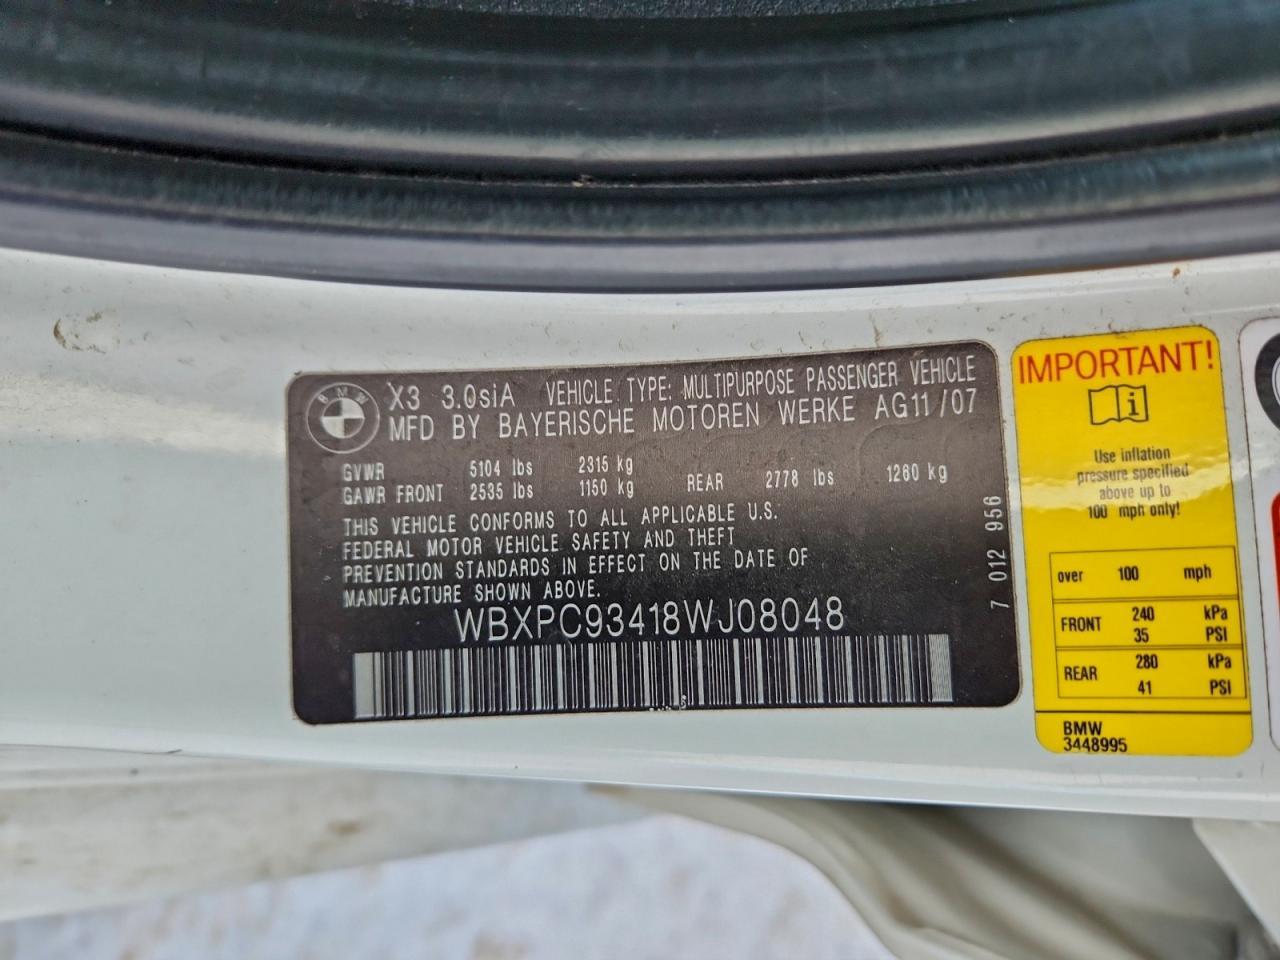 BMW
X3 3.0siA VEHICLE TYPE: MULTIPURPOSE PASSENGER VEHICLE
MFD BY BAYERISCHE MOTOREN WERKE AG11/07
GVWR 5104 lbs 2315 kg
GAWR FRONT 2535 lbs 1150 kg REAR 2778 lbs 1280 kg
THIS VEHICLE CONFORMS TO ALL APPLICABLE U.S.
FEDERAL MOTOR VEHICLE SAFETY AND THEFT
PREVENTION STANDARDS IN EFFECT ON THE DATE OF
MANUFACTURE SHOWN ABOVE.
WBXPC93418WJ08048
7 012 956
IMPORTANT!
i
Use inflation
pressure specified
above up to
100 mph only!
over 100 mph
FRONT 240 kPa
35 PSI
REAR 280 kPa
41 PSI
BMW
3448995